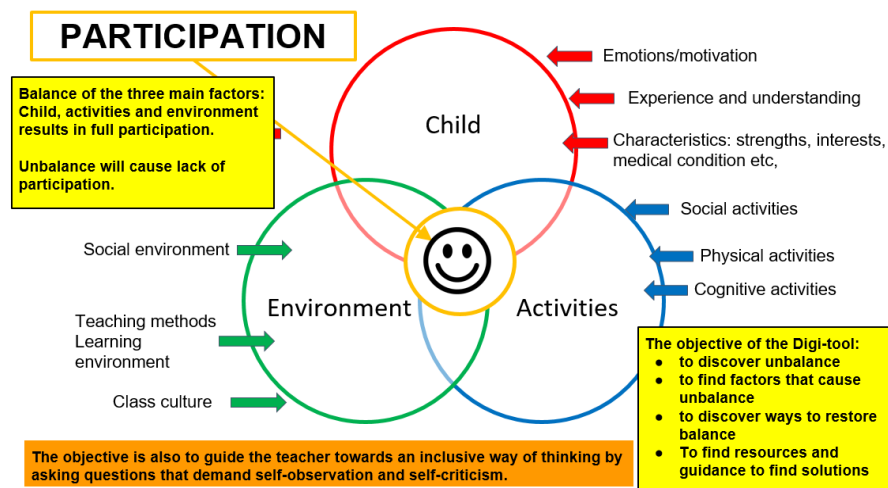 PARTICIPATION
Balance of the three main factors:
Child, activities and environment
results in full participation.
Unbalance will cause lack of
participation.
Child
Emotions/motivation
Experience and understanding
Characteristics: strengths, interests,
medical condition etc,
Social activities
Physical activities
Cognitive activities
Social environment
Environment
Activities
Teaching methods
Learning
environment
Class culture
The objective of the Digi-tool:
● to discover unbalance
● to find factors that cause
unbalance
● to discover ways to restore
balance
● To find resources and
guidance to find solutions
The objective is also to guide the teacher towards an inclusive way of thinking by
asking questions that demand self-observation and self-criticism.